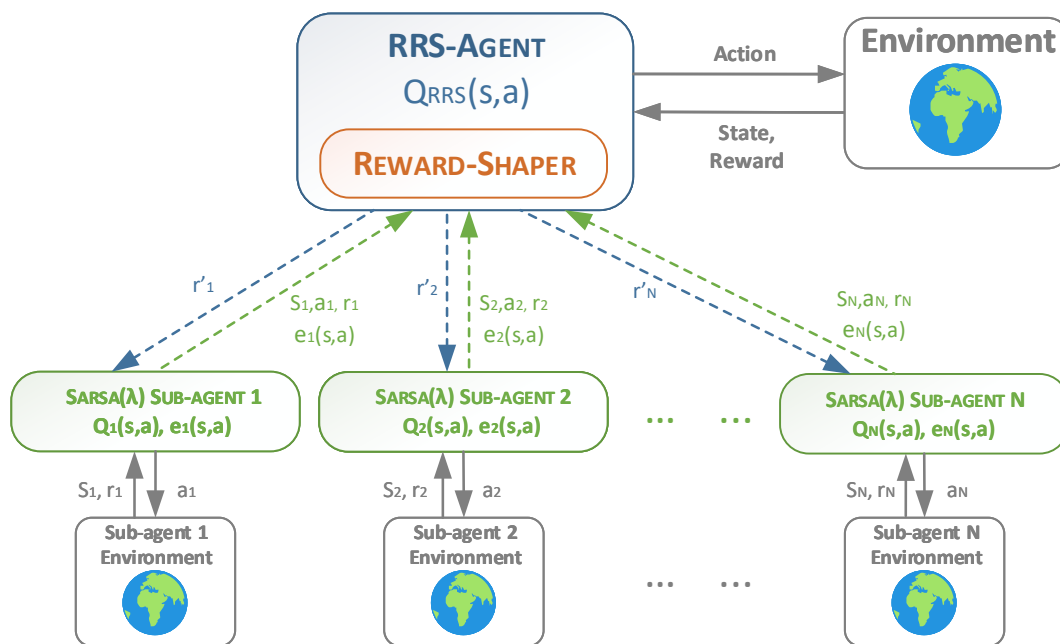 RRS-AGENT
QRRS(s,a)
REWARD-SHAPER
Action
State,
Reward
Environment
r'1
S1,a1, r1
e1(s,a)
r'2
S2,a2, r2
e2(s,a)
r'N
SN,aN, rN
eN(s,a)
SARSA(λ) SUB-AGENT 1
Q1(s,a), e1(s,a)
SARSA(λ) SUB-AGENT 2
Q2(s,a), e2(s,a)
... ...
SARSA(λ) SUB-AGENT N
QN(s,a), eN(s,a)
S1, r1
a1
S2, r2
a2
SN, rN
aN
Sub-agent 1
Environment
Sub-agent 2
Environment
... ...
Sub-agent N
Environment